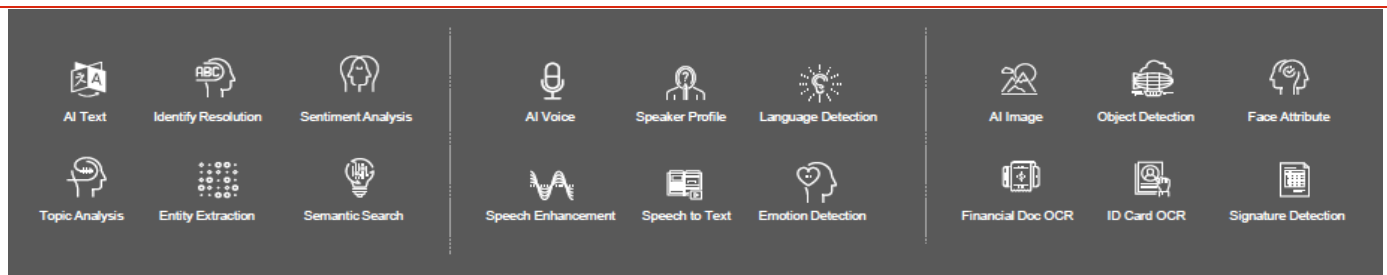 AI Text
Identify Resolution
Sentiment Analysis
Topic Analysis
Entity Extraction
Semantic Search
AI Voice
Speaker Profile
Language Detection
Speech Enhancement
Speech to Text
Emotion Detection
AI Image
Object Detection
Face Attribute
Financial Doc OCR
ID Card OCR
Signature Detection